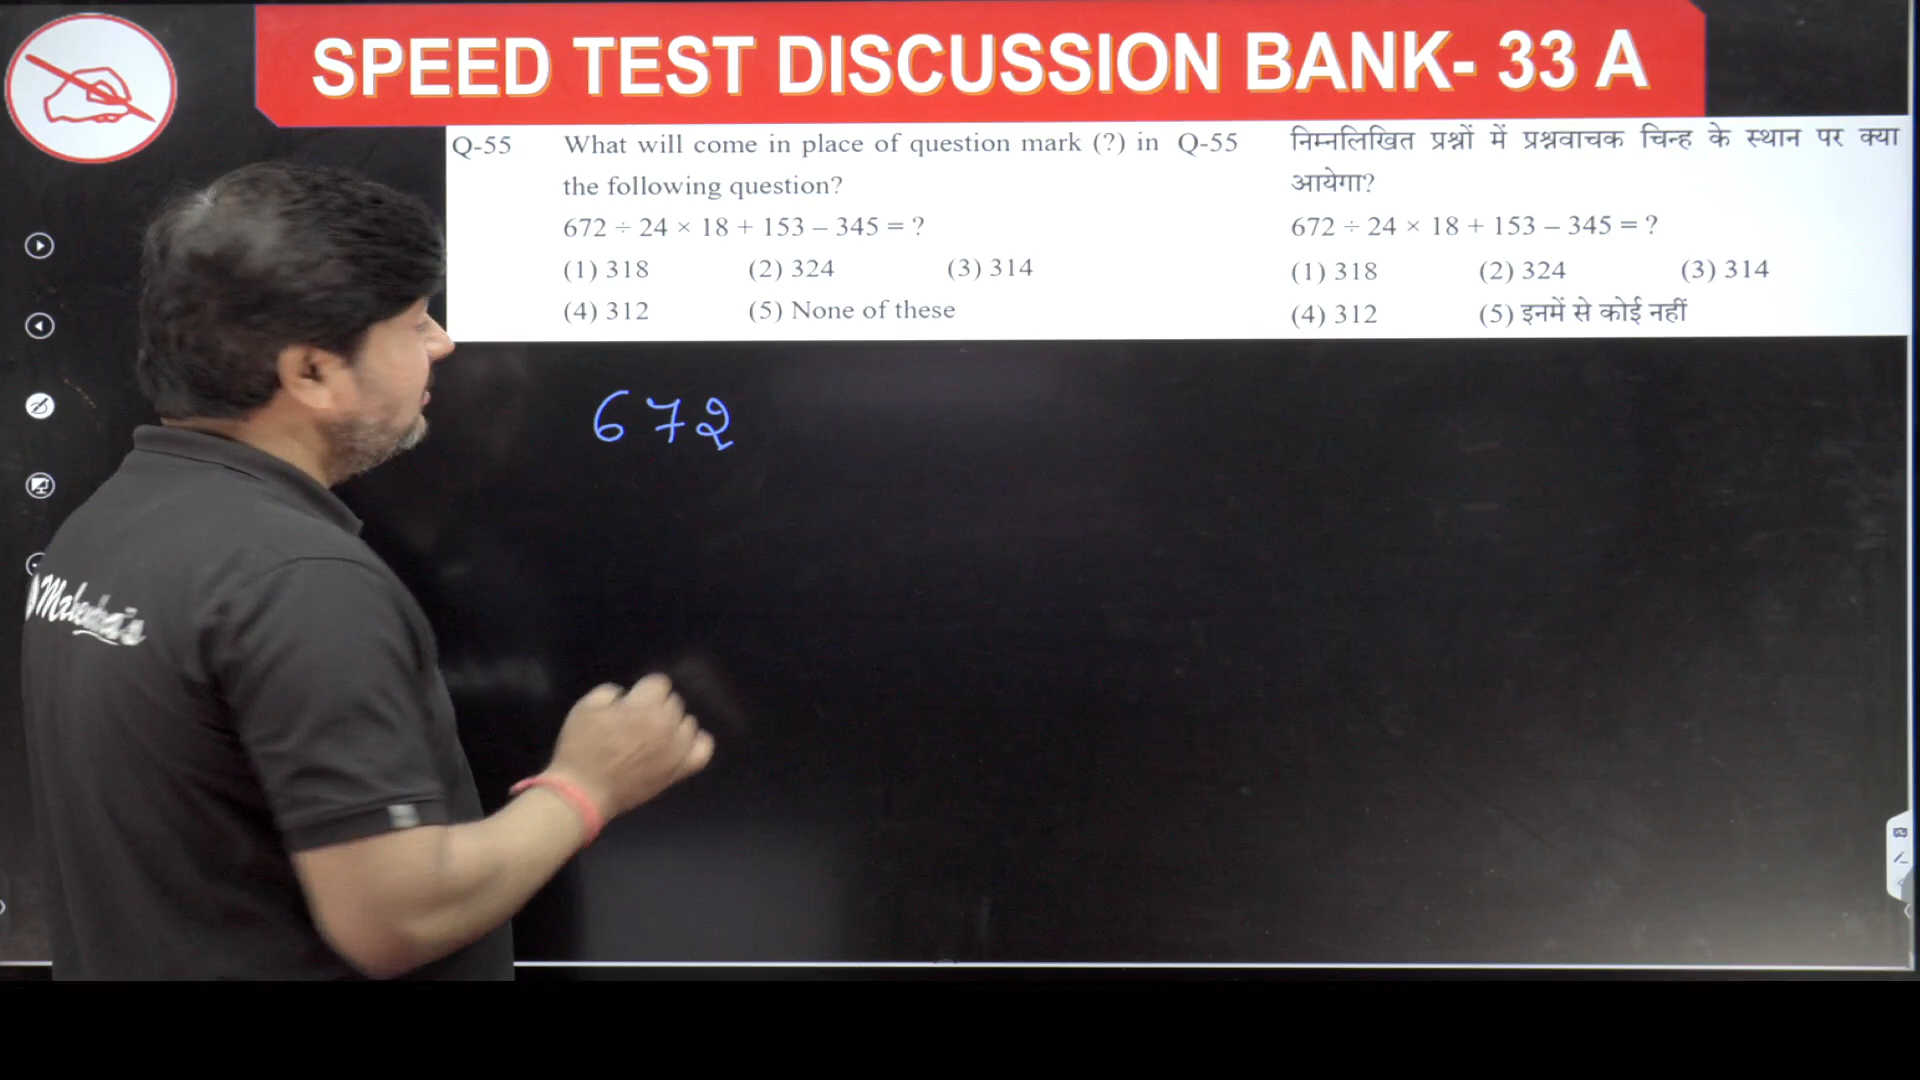 SPEED TEST DISCUSSION BANK- 33 A
Q-55 What will come in place of question mark (?) in
the following question?
672 ÷ 24 × 18 + 153 – 345 = ?
(1) 318 (2) 324 (3) 314
(4) 312 (5) None of these
Q-55 निम्नलिखित प्रश्नों में प्रश्नवाचक चिन्ह के स्थान पर क्या
आयेगा?
672 ÷ 24 × 18 + 153 – 345 = ?
(1) 318 (2) 324 (3) 314
(4) 312 (5) इनमें से कोई नहीं
672
Mahendra's